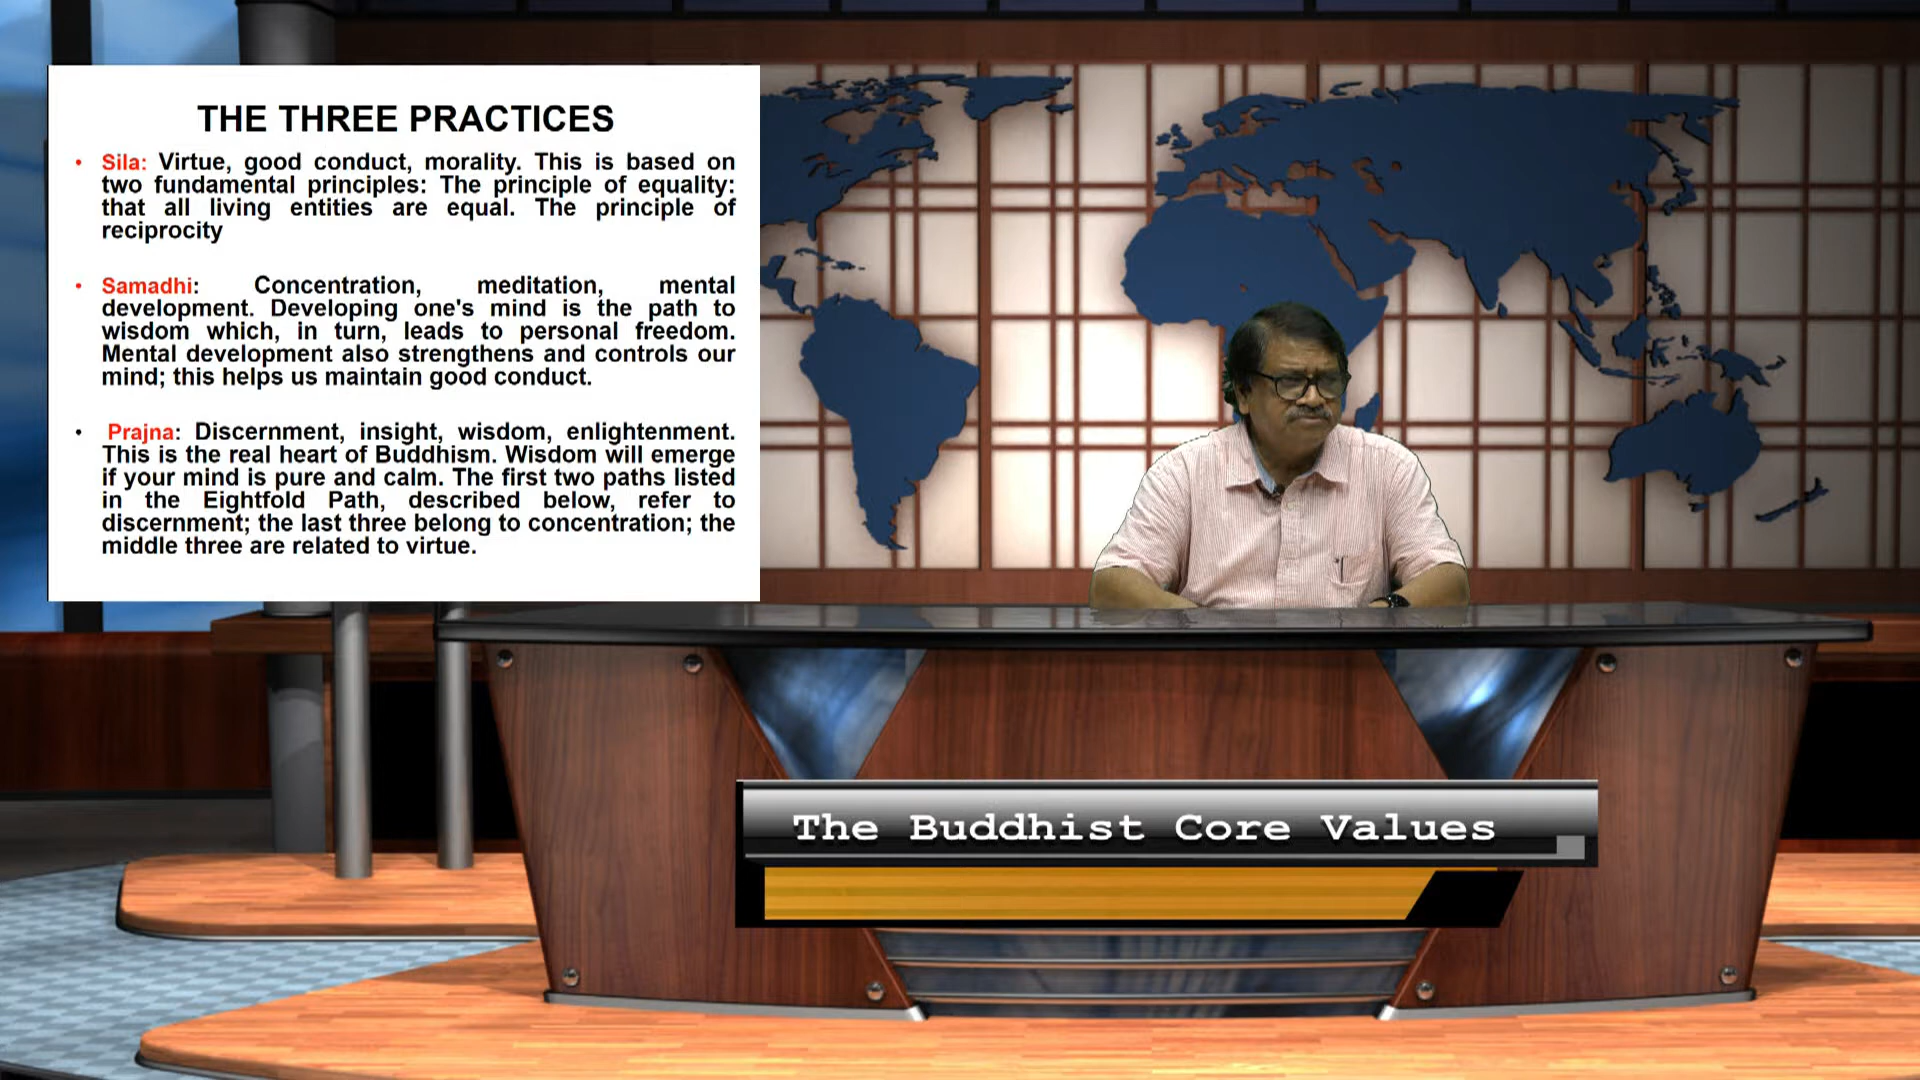 THE THREE PRACTICES
• Sila: Virtue, good conduct, morality. This is based on
two fundamental principles: The principle of equality:
that all living entities are equal. The principle of
reciprocity
• Samadhi: Concentration, meditation, mental
development. Developing one's mind is the path to
wisdom which, in turn, leads to personal freedom.
Mental development also strengthens and controls our
mind; this helps us maintain good conduct.
• Prajna: Discernment, insight, wisdom, enlightenment.
This is the real heart of Buddhism. Wisdom will emerge
if your mind is pure and calm. The first two paths listed
in the Eightfold Path, described below, refer to
discernment; the last three belong to concentration; the
middle three are related to virtue.
The Buddhist Core Values